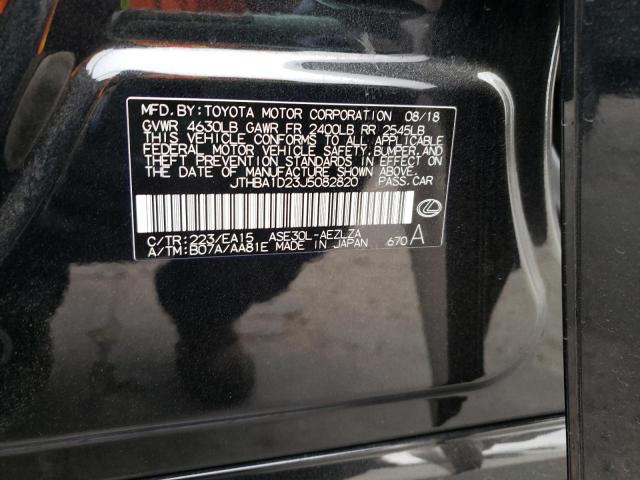 MFD. BY: TOYOTA MOTOR CORPORATION 08/18
GVWR 4630LB GAWR FR 2400LB RR 2545LB
THIS VEHICLE CONFORMS TO ALL APPLICABLE
FEDERAL MOTOR VEHICLE SAFETY, BUMPER, AND
THEFT PREVENTION STANDARDS IN EFFECT ON
THE DATE OF MANUFACTURE SHOWN ABOVE.
JTHBA1D23J5082820 PASS. CAR
C/TR: 223/EA15 ASE30L-AEZLZA
A/TM: B07A/AA81E MADE IN JAPAN 670 A